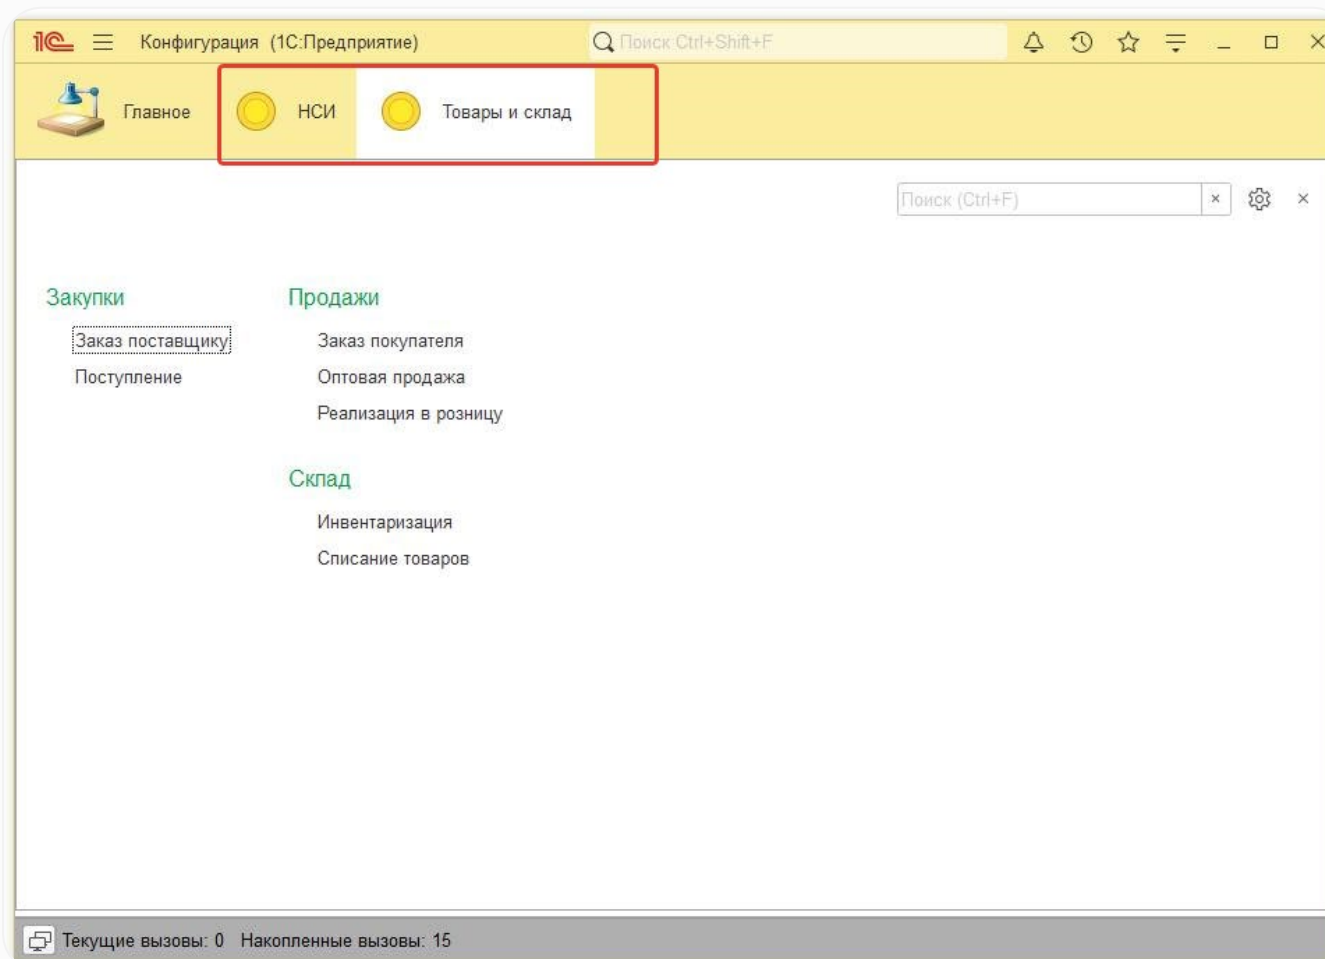 1С Конфигурация (1С:Предприятие) Поиск Ctrl+Shift+F
Главное НСИ Товары и склад
Поиск (Ctrl+F)
Закупки
Заказ поставщику
Поступление
Продажи
Заказ покупателя
Оптовая продажа
Реализация в розницу
Склад
Инвентаризация
Списание товаров
Текущие вызовы: 0 Накопленные вызовы: 15